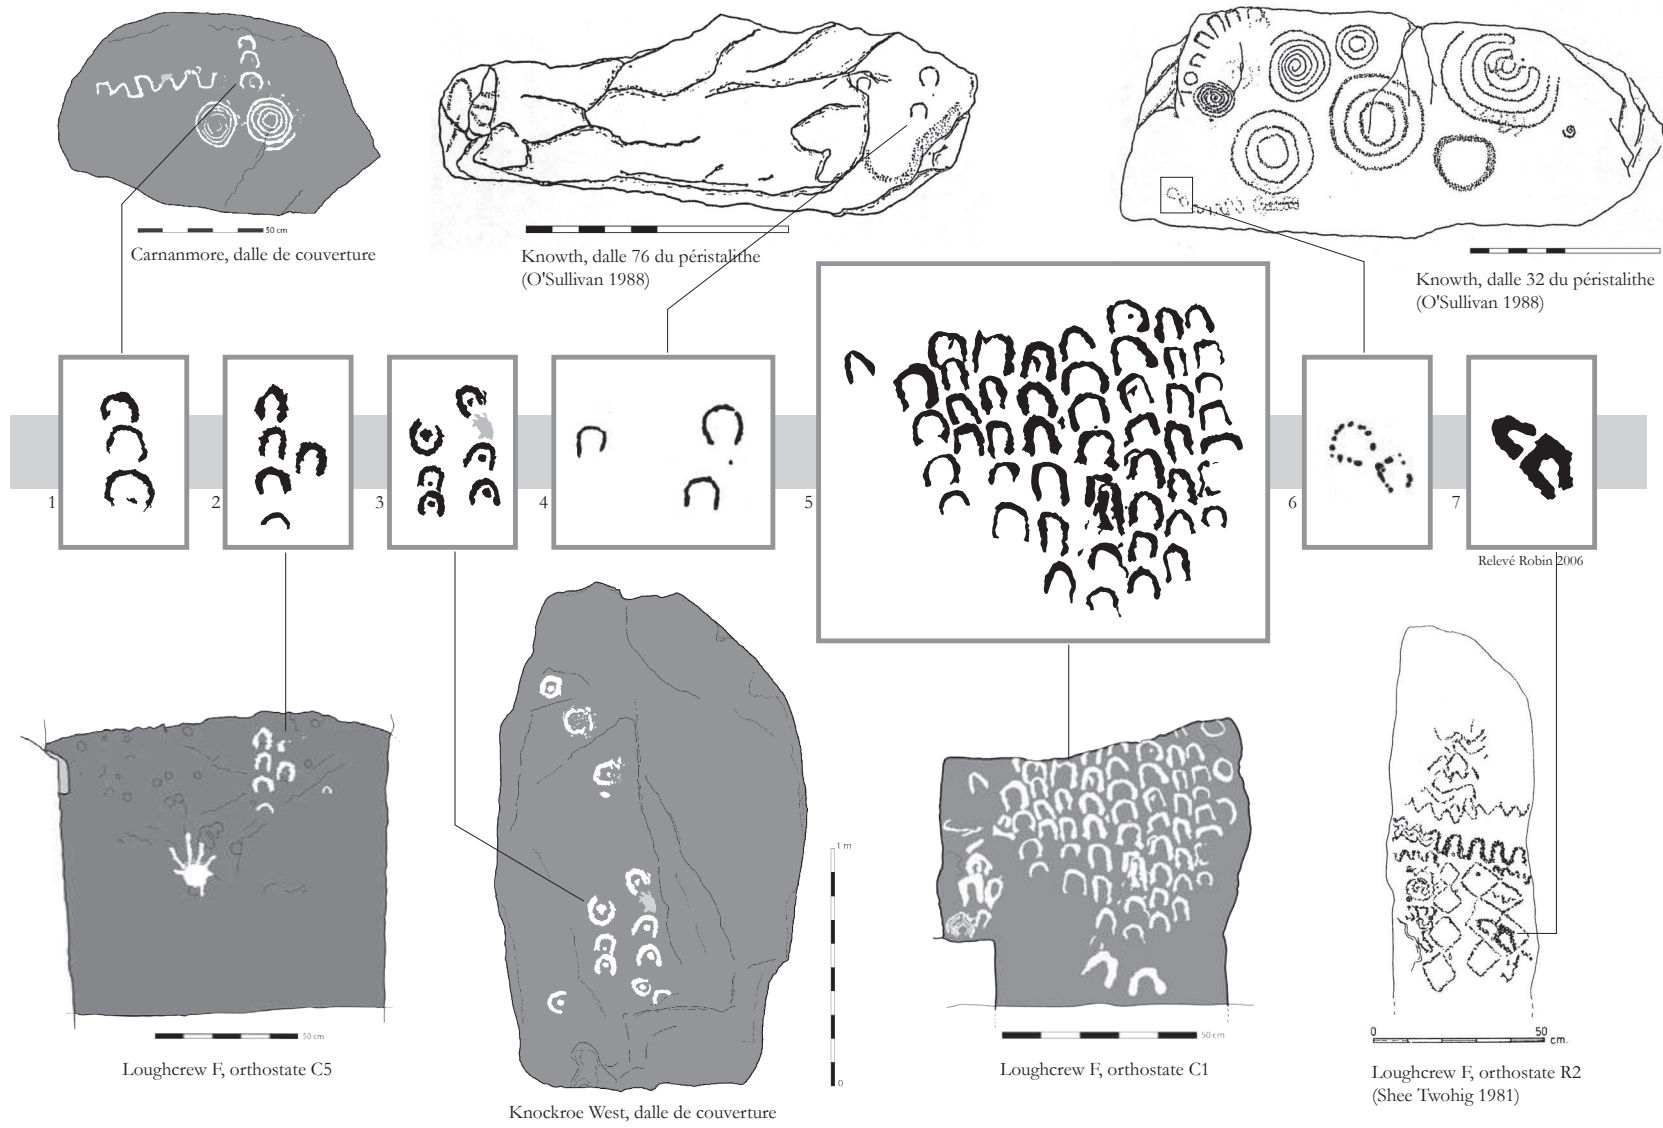 50 cm
Carnanmore, dalle de couverture
Knowth, dalle 76 du péristalithe
(O'Sullivan 1988)
Knowth, dalle 32 du péristalithe
(O'Sullivan 1988)
1
2
3
4
5
6
7
Relevé Robin 2006
50 cm
Loughcrew F, orthostate C5
1 m
0
Knockroe West, dalle de couverture
50 cm
Loughcrew F, orthostate C1
0 50 cm.
Loughcrew F, orthostate R2
(Shee Twohig 1981)